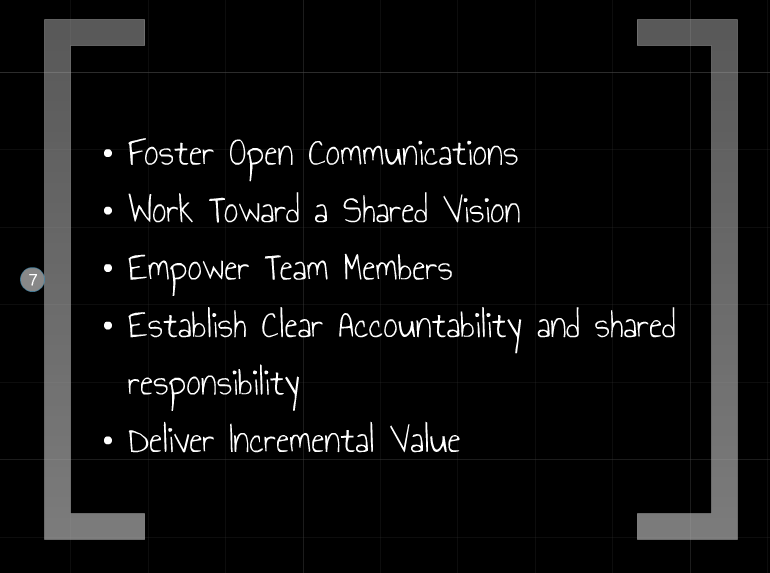 • Foster Open Communications
• Work Toward a Shared Vision
• Empower Team Members
7
• Establish Clear Accountability and shared
responsibility
• Deliver Incremental Value